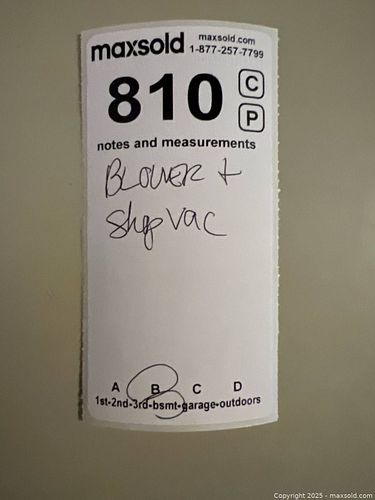 maxsold maxsold.com
1-877-257-7799
810 C
P
notes and measurements
BLOWER +
Shop vac
A B C D
1st-2nd-3rd-bsmt-garage-outdoors
Copyright © 2025 - maxsold.com